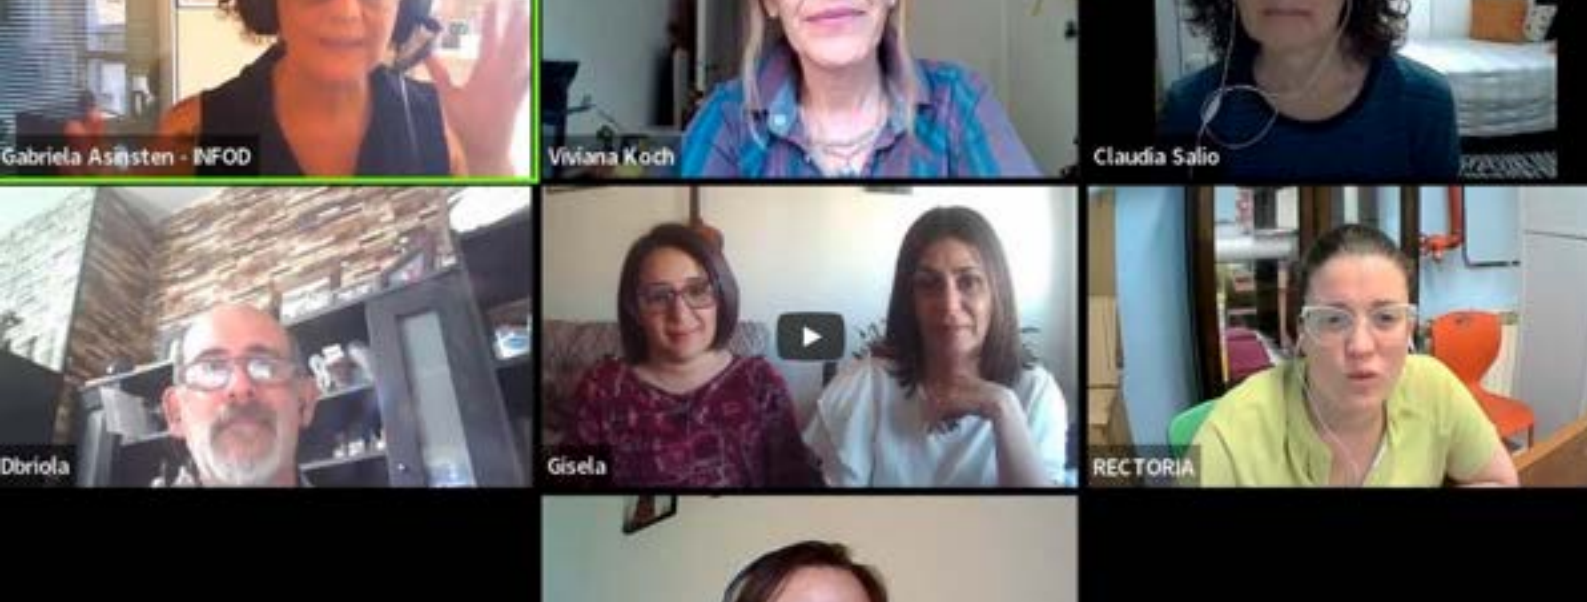 Gabriela Asinsten - INFOD
Viviana Koch
Claudia Salio
Dbriola
Gisela
RECTORIA